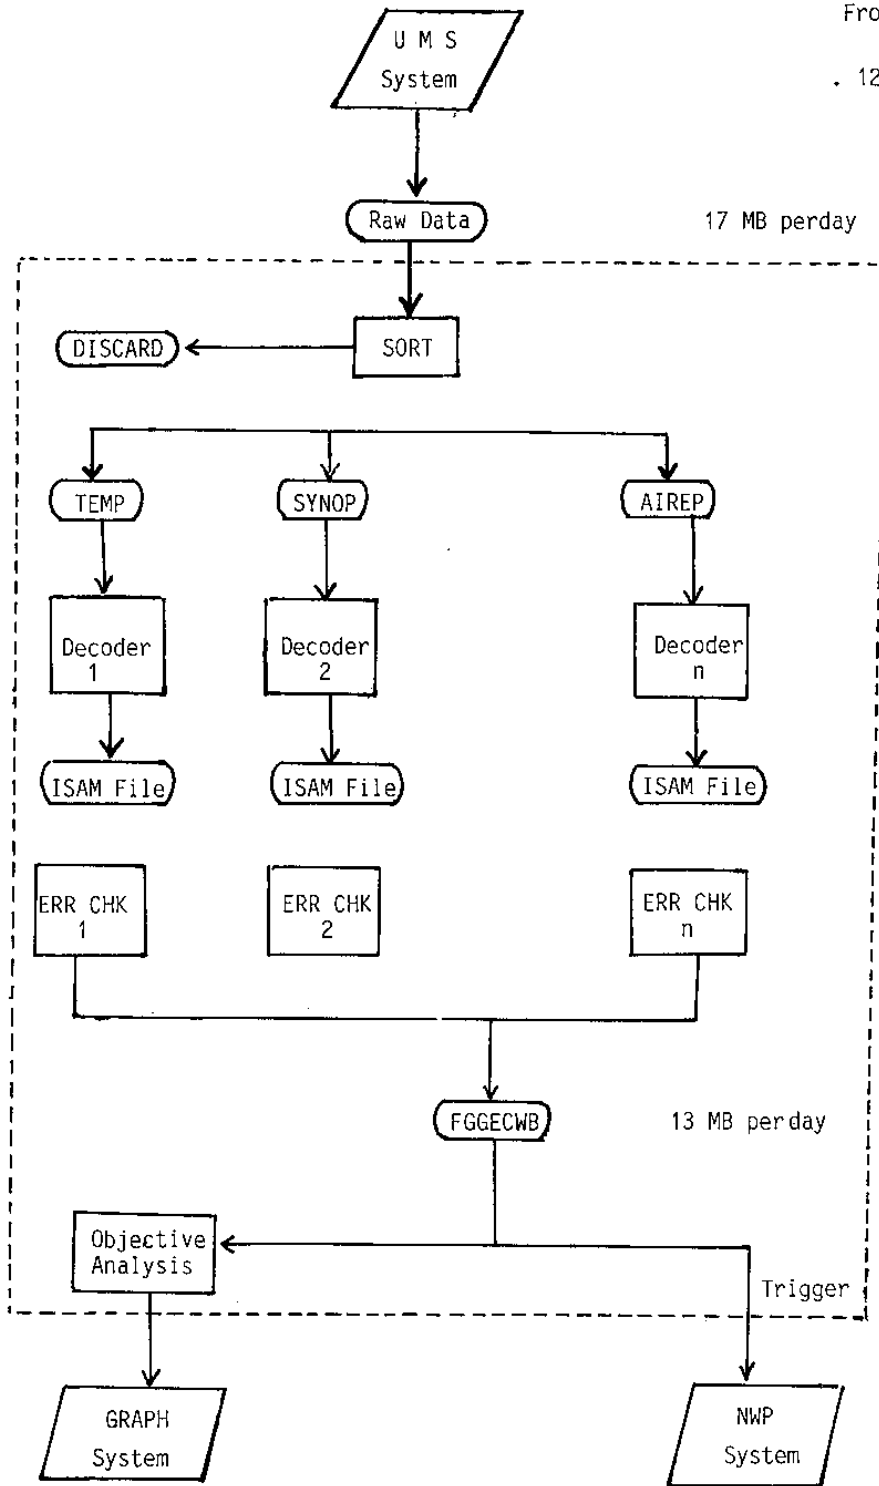 Fro
U M S
System
. 12
Raw Data
17 MB perday
DISCARD
SORT
TEMP
SYNOP
AIREP
Decoder
1
Decoder
2
Decoder
n
ISAM File
ISAM File
ISAM File
ERR CHK
1
ERR CHK
2
ERR CHK
n
FGGECWB
13 MB perday
Objective
Analysis
Trigger
GRAPH
System
NWP
System